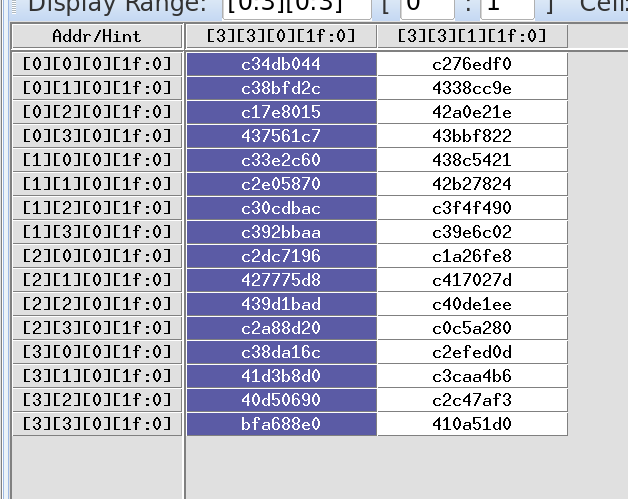 Display Range: [0:3][0:3] [ 0 : 1 ] Cell:
Addr/Hint [3][3][0][1f:0] [3][3][1][1f:0]
[0][0][0][1f:0] c34db044 c276edf0
[0][1][0][1f:0] c38bfd2c 4338cc9e
[0][2][0][1f:0] c17e8015 42a0e21e
[0][3][0][1f:0] 437561c7 43bbf822
[1][0][0][1f:0] c33e2c60 438c5421
[1][1][0][1f:0] c2e05870 42b27824
[1][2][0][1f:0] c30cdbac c3f4f490
[1][3][0][1f:0] c392bbaa c39e6c02
[2][0][0][1f:0] c2dc7196 c1a26fe8
[2][1][0][1f:0] 427775d8 c417027d
[2][2][0][1f:0] 439d1bad c40de1ee
[2][3][0][1f:0] c2a88d20 c0c5a280
[3][0][0][1f:0] c38da16c c2efed0d
[3][1][0][1f:0] 41d3b8d0 c3caa4b6
[3][2][0][1f:0] 40d50690 c2c47af3
[3][3][0][1f:0] bfa688e0 410a51d0